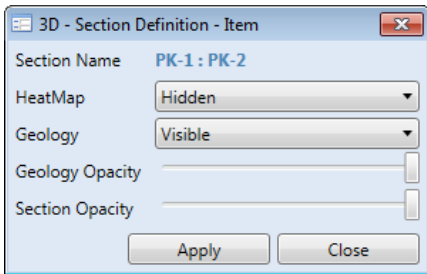 3D - Section Definition - Item
Section Name PK-1 : PK-2
HeatMap Hidden
Geology Visible
Geology Opacity
Section Opacity
Apply Close